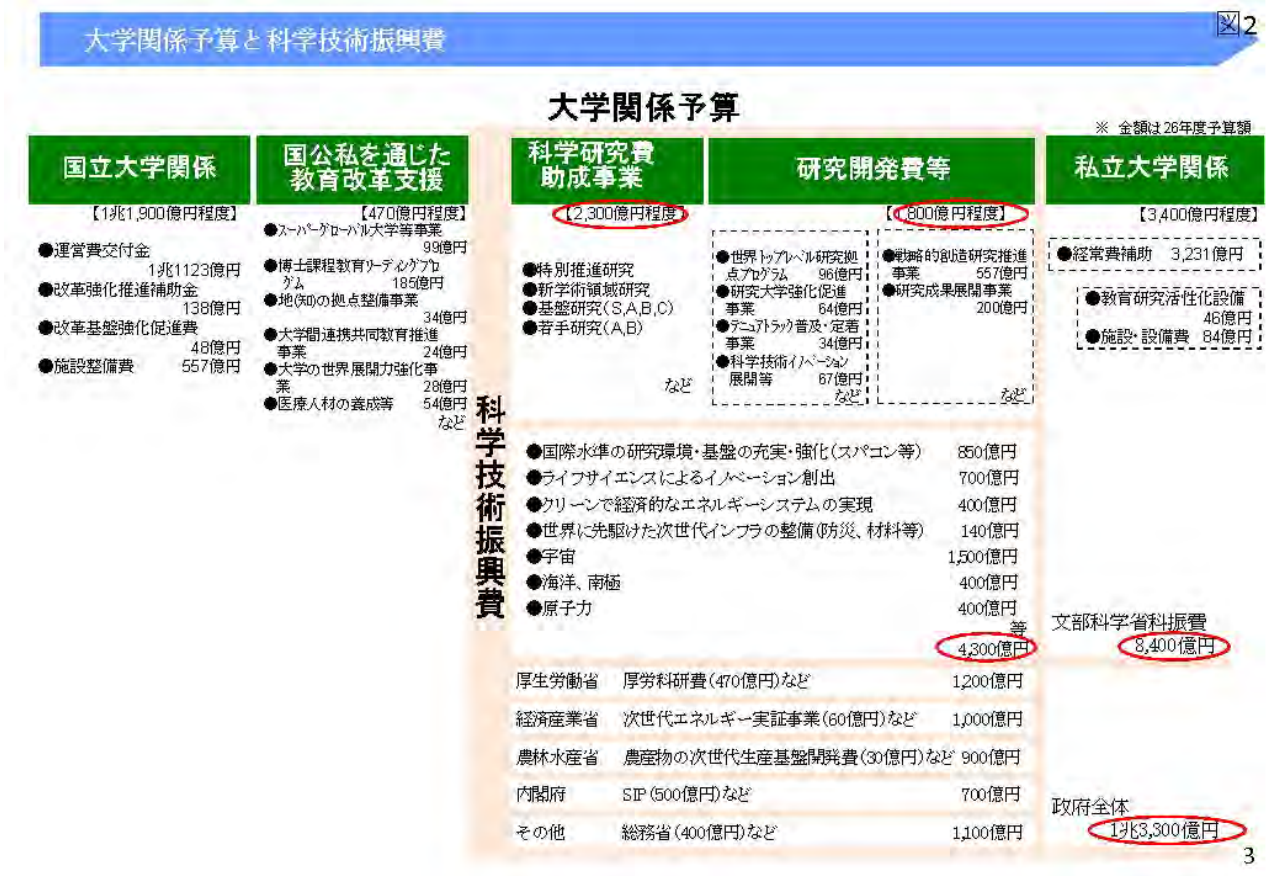 図2
大学関係予算と科学技術振興費
大学関係予算
※ 金額は26年度予算額
国立大学関係
【1兆1,900億円程度】
●運営費交付金
1兆1123億円
●改革強化推進補助金
138億円
●改革基盤強化促進費
48億円
●施設整備費 557億円
国公私を通じた
教育改革支援
【470億円程度】
●スーパーグローバル大学等事業
99億円
●博士課程教育リーディングプロ
グラム 185億円
●地(知)の拠点整備事業
34億円
●大学間連携共同教育推進
事業 24億円
●大学の世界展開力強化事
業 28億円
●医療人材の養成等 54億円
など
科学技術振興費
科学研究費
助成事業
【2,300億円程度】
●特別推進研究
●新学術領域研究
●基盤研究(S,A,B,C)
●若手研究(A,B)
など
研究開発費等
【1,800億円程度】
●世界トップレベル研究拠
点プログラム 96億円
●研究大学強化促進
事業 64億円
●テニュアトラック普及・定着
事業 34億円
●科学技術イノベーション
展開等 67億円
など
●戦略的創造研究推進
事業 557億円
●研究成果展開事業
200億円
など
私立大学関係
【3,400億円程度】
●経常費補助 3,231億円
●教育研究活性化設備
46億円
●施設・設備費 84億円
●国際水準の研究環境・基盤の充実・強化(スパコン等) 850億円
●ライフサイエンスによるイノベーション創出 700億円
●クリーンで経済的なエネルギーシステムの実現 400億円
●世界に先駆けた次世代インフラの整備(防災、材料等) 140億円
●宇宙 1,500億円
●海洋、南極 400億円
●原子力 400億円
等
4,300億円
文部科学省科振費
8,400億円
厚生労働省 厚労科研費(470億円)など 1,200億円
経済産業省 次世代エネルギー実証事業(60億円)など 1,000億円
農林水産省 農産物の次世代生産基盤開発費(30億円)など 900億円
内閣府 SIP(500億円)など 700億円
その他 総務省(400億円)など 1,100億円
政府全体
1兆3,300億円
3